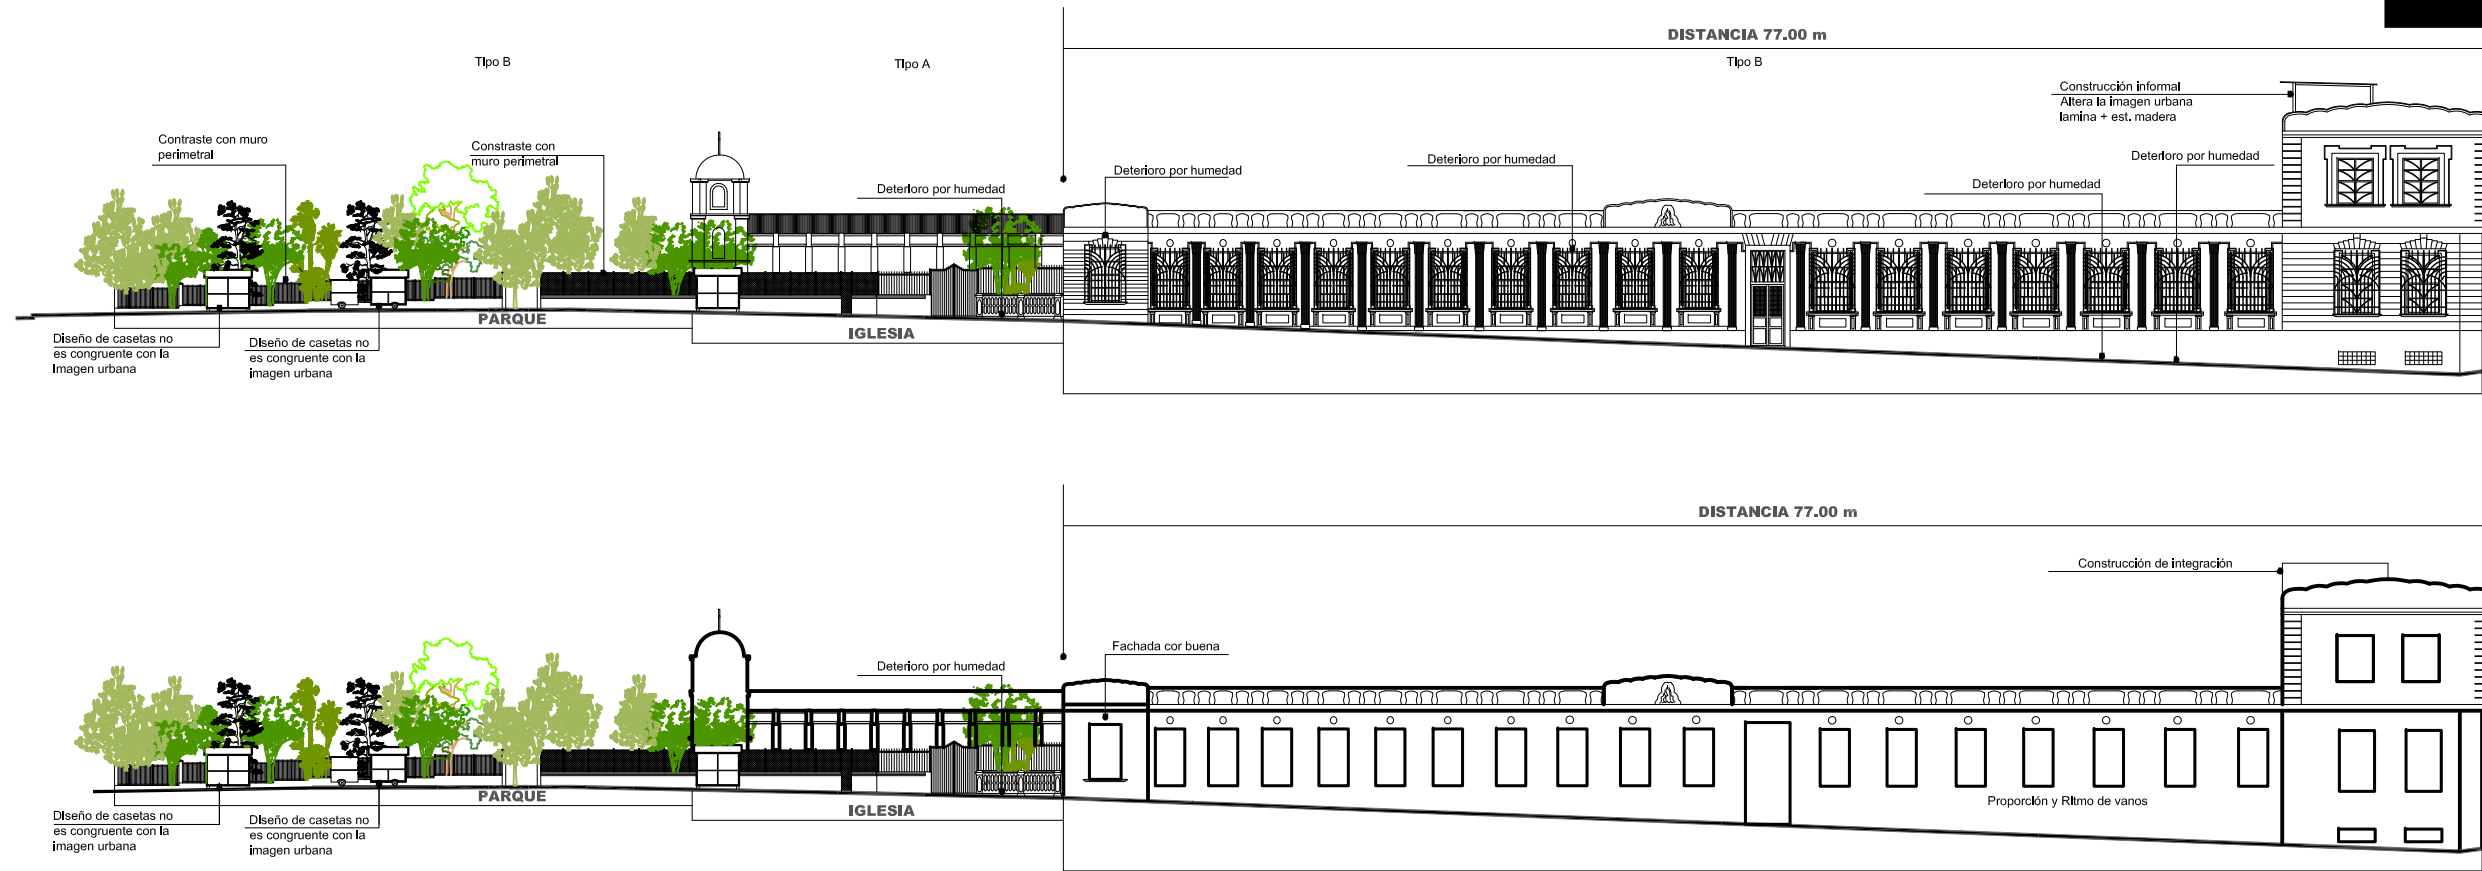 DISTANCIA 77.00 m
Tipo B
Tipo A
Tipo B
Construcción informal
Altera la imagen urbana
lamina + est. madera
Contraste con muro
perimetral
Constraste con
muro perimetral
Deterioro por humedad
Deterioro por humedad
Deterioro por humedad
Deterioro por humedad
Deterioro por humedad
PARQUE
IGLESIA
Diseño de casetas no
es congruente con la
imagen urbana
Diseño de casetas no
es congruente con la
imagen urbana
DISTANCIA 77.00 m
Construcción de integración
Fachada cor buena
Deterioro por humedad
Proporción y Ritmo de vanos
PARQUE
IGLESIA
Diseño de casetas no
es congruente con la
imagen urbana
Diseño de casetas no
es congruente con la
imagen urbana